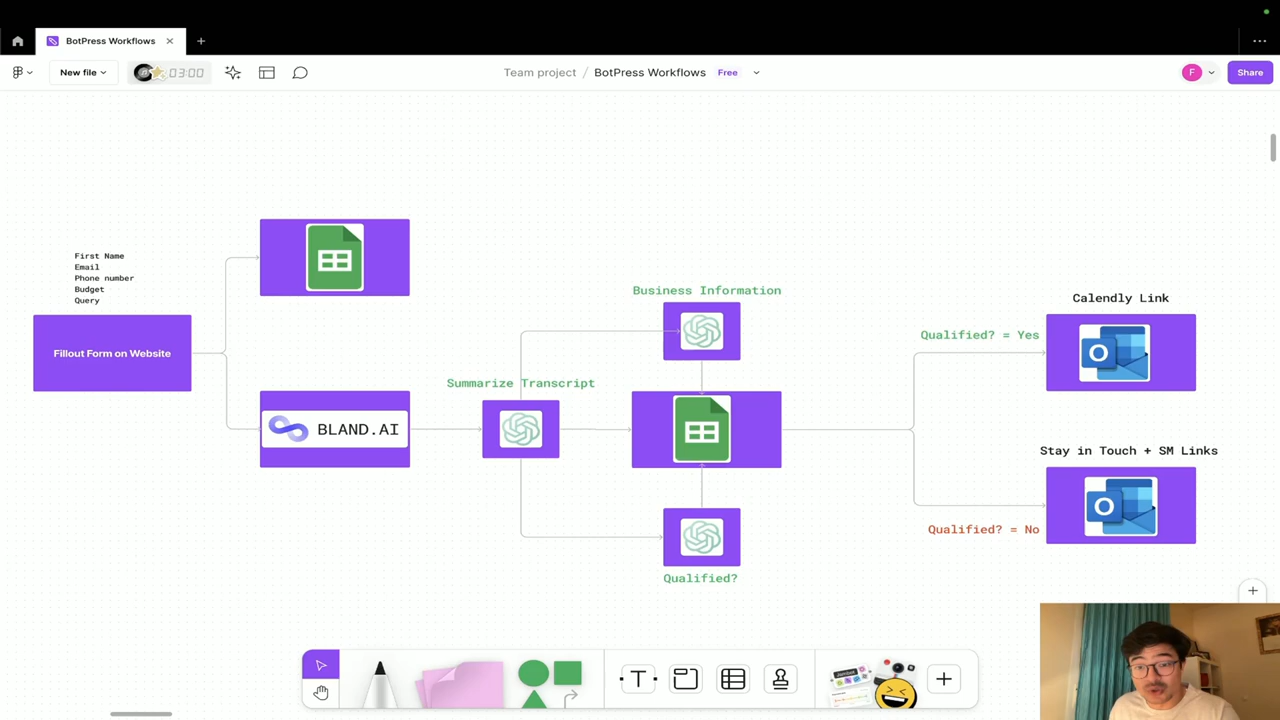 BotPress Workflows
New file
03:00
Team project / BotPress Workflows Free
F
Share
First Name
Email
Phone number
Budget
Query
Fillout Form on Website
BLAND.AI
Summarize Transcript
Business Information
Qualified?
Qualified? = Yes
Qualified? = No
Calendly Link
Stay in Touch + SM Links
O
O
T